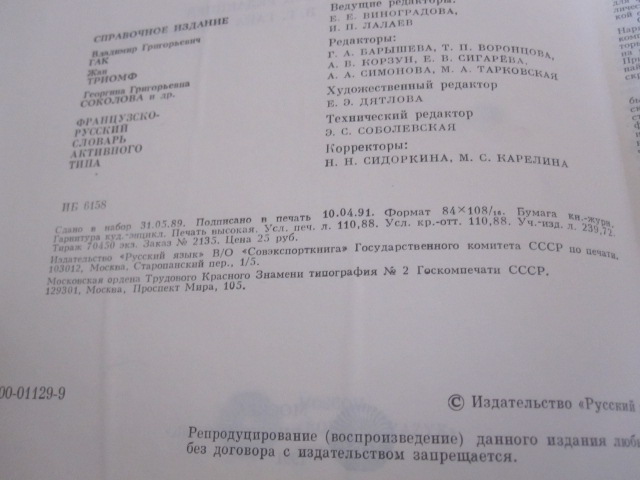 СПРАВОЧНОЕ ИЗДАНИЕ
Владимир Григорьевич
ГАК
Жан
ТРИОМФ
Георгина Григорьевна
СОКОЛОВА и др.
ФРАНЦУЗСКО-
РУССКИЙ
СЛОВАРЬ
АКТИВНОГО
ТИПА
Ведущие редакторы:
Е. Е. ВИНОГРАДОВА,
Н. П. ЛАЛАЕВ
Редакторы:
Г. А. БАРЫШЕВА, Т. П. ВОРОНЦОВА,
А. В. КОРЗУН, Е. В. СИГАРЕВА,
А. А. СИМОНОВА, М. А. ТАРКОВСКАЯ
Художественный редактор
Е. Э. ДЯТЛОВА
Технический редактор
Э. С. СОБОЛЕВСКАЯ
Корректоры:
Н. Н. СИДОРКИНА, М. С. КАРЕЛИНА
ИБ 6158
Сдано в набор 31.05.89. Подписано в печать 10.04.91. Формат 84×108/16. Бумага кн.-журн.
Гарнитура кул.-энцикл. Печать высокая. Усл. печ. л. 110,88. Усл. кр.-отт. 110,88. Уч.-изд. л. 239,72.
Тираж 70450 экз. Заказ № 2135. Цена 25 руб.
Издательство «Русский язык» В/О «Совэкспорткнига» Государственного комитета СССР по печати.
103012, Москва, Старопанский пер., 1/5.
Московская ордена Трудового Красного Знамени типография № 2 Госкомпечати СССР.
129301, Москва, Проспект Мира, 105.
00-01129-9
© Издательство «Русский
Репродуцирование (воспроизведение) данного издания любы
без договора с издательством запрещается.